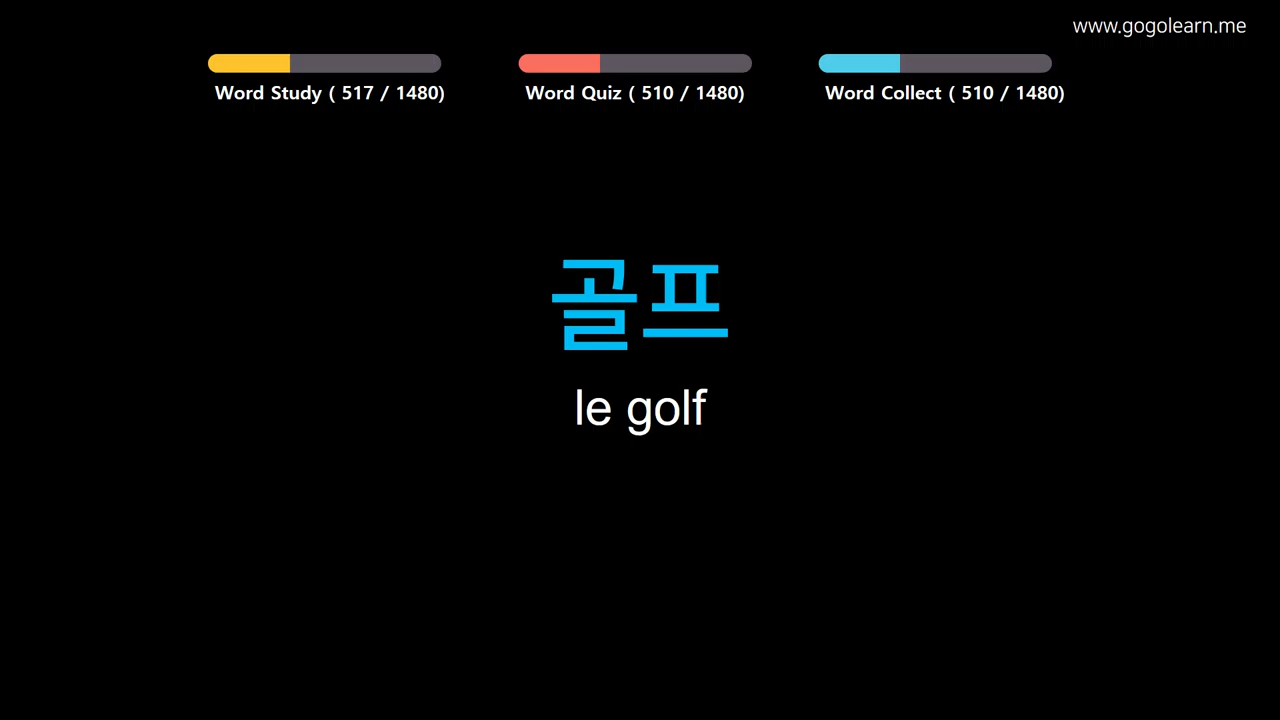 www.gogolearn.me
Word Study ( 517 / 1480)
Word Quiz ( 510 / 1480)
Word Collect ( 510 / 1480)
골프
le golf